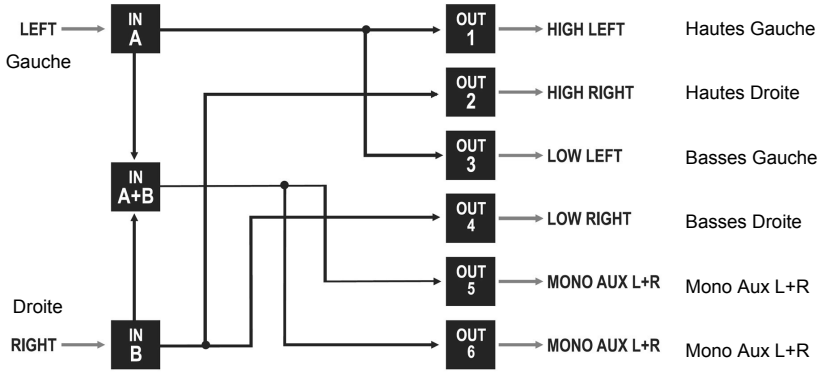 LEFT
Gauche
IN
A
OUT
1
HIGH LEFT
Hautes Gauche
OUT
2
HIGH RIGHT
Hautes Droite
IN
A+B
OUT
3
LOW LEFT
Basses Gauche
OUT
4
LOW RIGHT
Basses Droite
OUT
5
MONO AUX L+R
Mono Aux L+R
Droite
RIGHT
IN
B
OUT
6
MONO AUX L+R
Mono Aux L+R